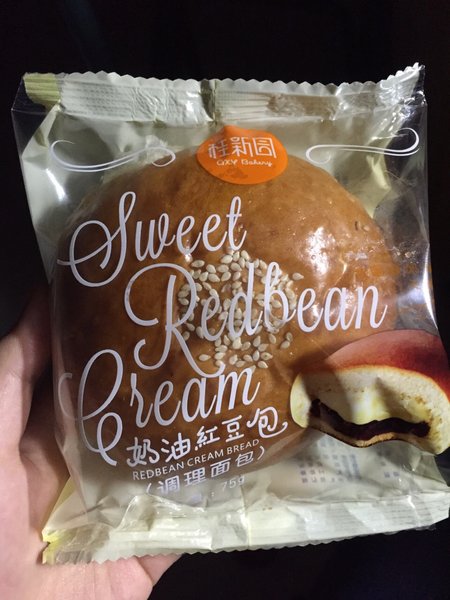 桂新园
GXY Bakery
Sweet
Redbean
Cream
奶油紅豆包
REDBEAN CREAM BREAD
(调理面包)
75g